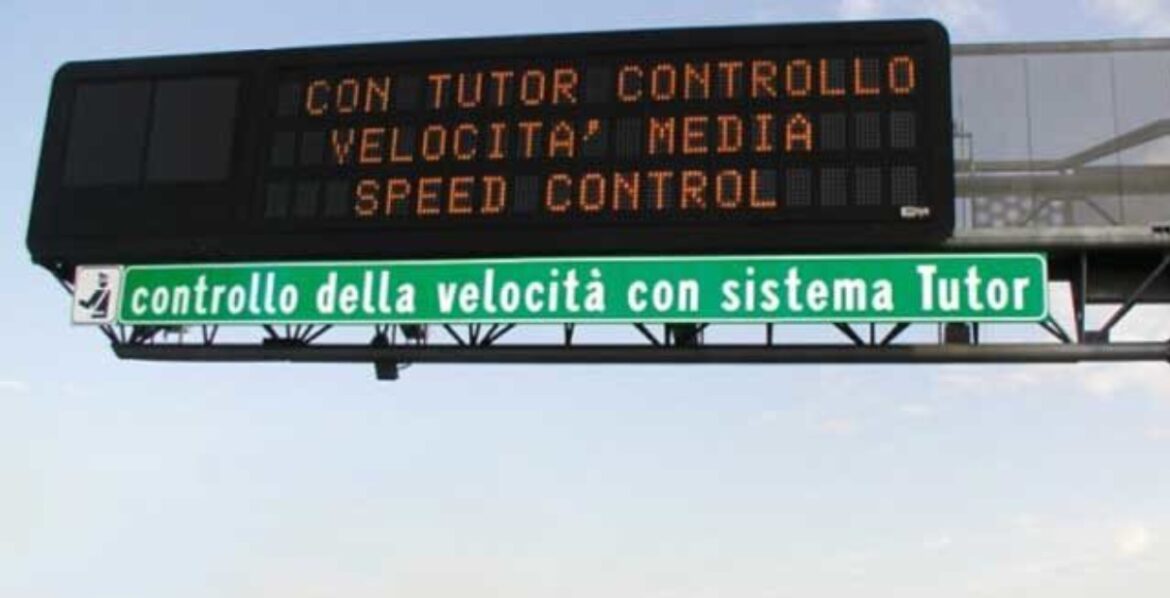 CON TUTOR CONTROLLO
VELOCITA' MEDIA
SPEED CONTROL
controllo della velocità con sistema Tutor